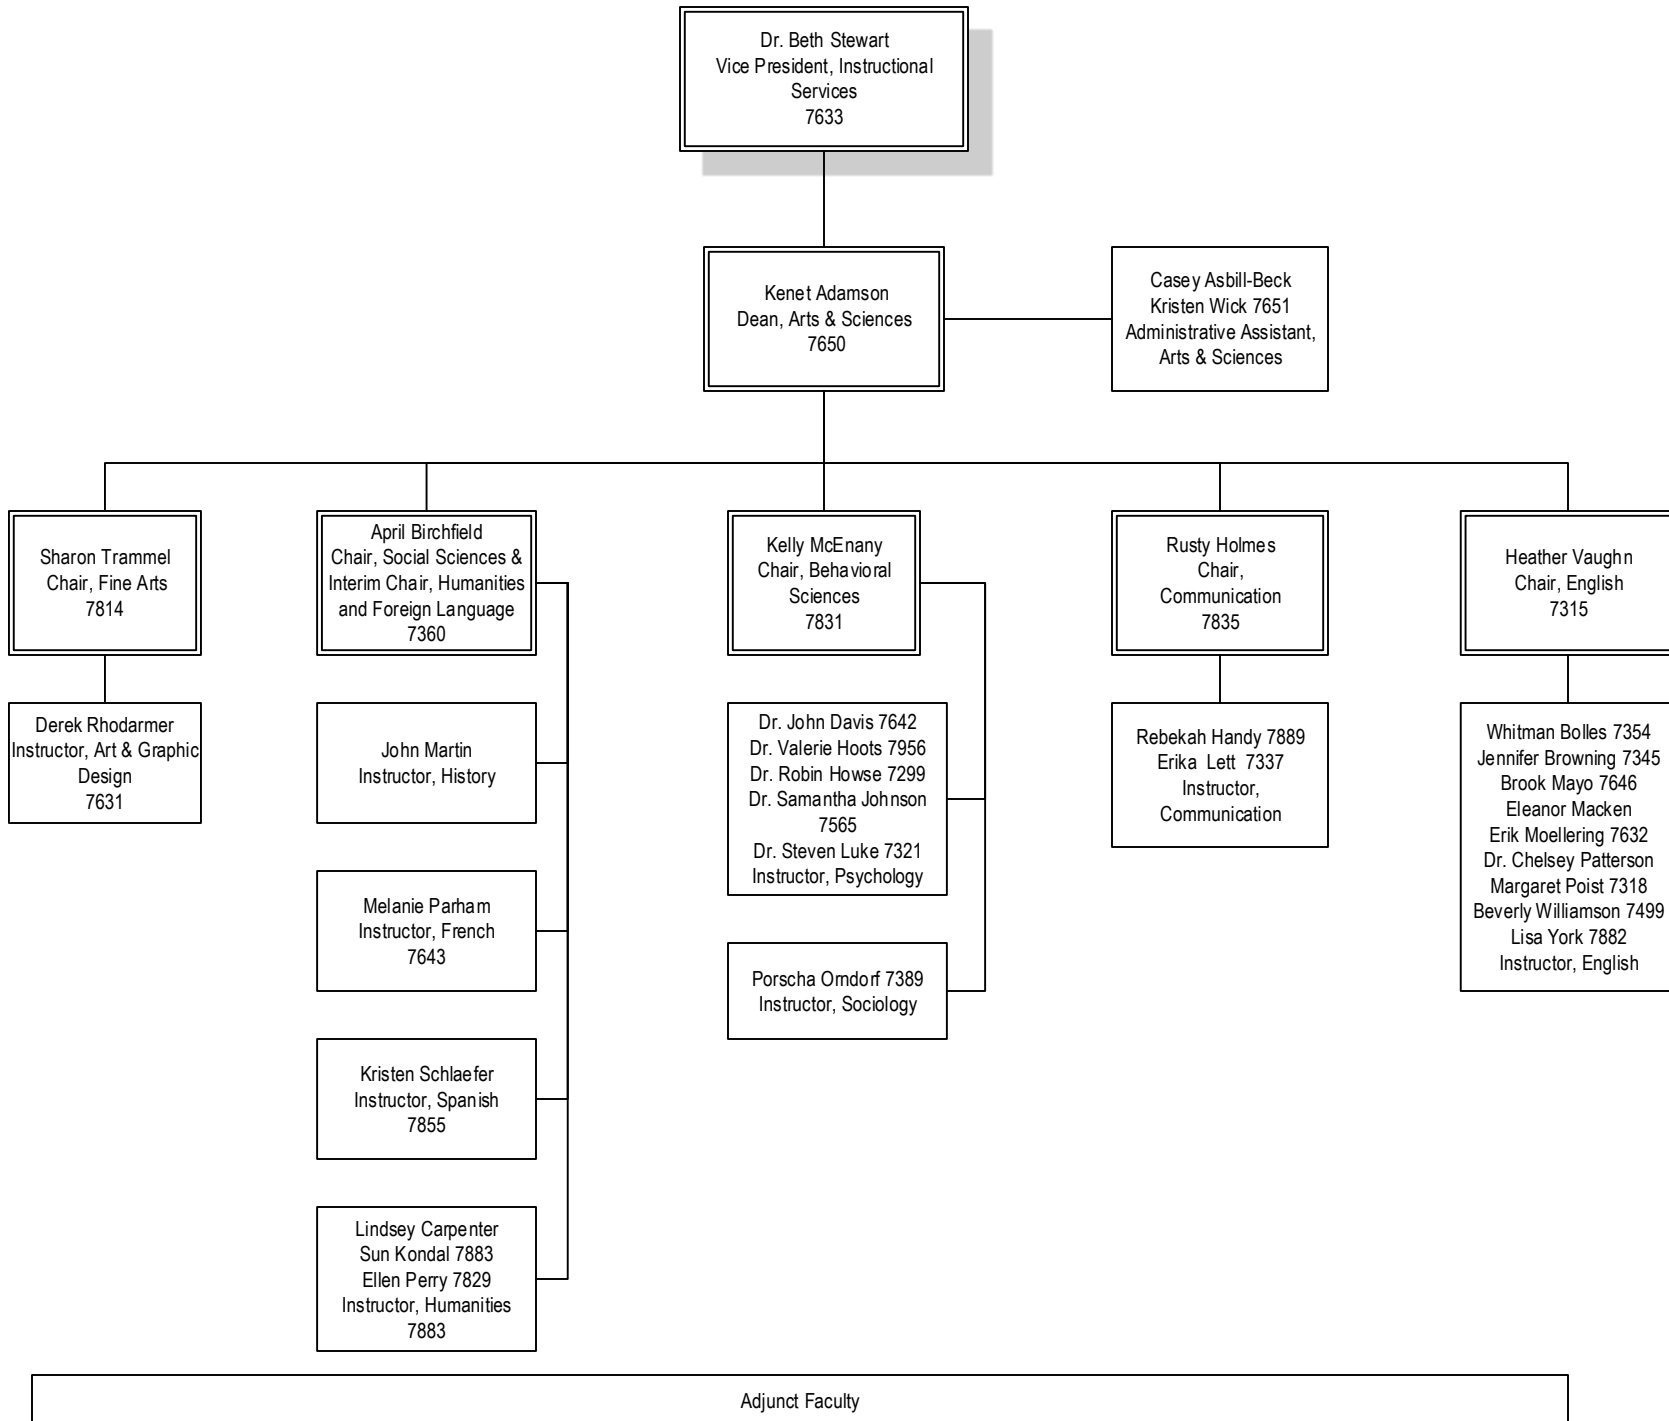 Dr. Beth Stewart
Vice President, Instructional
Services
7633
Kenet Adamson
Dean, Arts & Sciences
7650
Casey Asbill-Beck
Kristen Wick 7651
Administrative Assistant,
Arts & Sciences
Sharon Trammel
Chair, Fine Arts
7814
Derek Rhodarmer
Instructor, Art & Graphic
Design
7631
April Birchfield
Chair, Social Sciences &
Interim Chair, Humanities
and Foreign Language
7360
John Martin
Instructor, History
Melanie Parham
Instructor, French
7643
Kristen Schlaefer
Instructor, Spanish
7855
Lindsey Carpenter
Sun Kondal 7883
Ellen Perry 7829
Instructor, Humanities
7883
Kelly McEnany
Chair, Behavioral
Sciences
7831
Dr. John Davis 7642
Dr. Valerie Hoots 7956
Dr. Robin Howse 7299
Dr. Samantha Johnson
7565
Dr. Steven Luke 7321
Instructor, Psychology
Porscha Orndorf 7389
Instructor, Sociology
Rusty Holmes
Chair,
Communication
7835
Rebekah Handy 7889
Erika Lett 7337
Instructor,
Communication
Heather Vaughn
Chair, English
7315
Whitman Bolles 7354
Jennifer Browning 7345
Brook Mayo 7646
Eleanor Macken
Erik Moellering 7632
Dr. Chelsey Patterson
Margaret Poist 7318
Beverly Williamson 7499
Lisa York 7882
Instructor, English
Adjunct Faculty